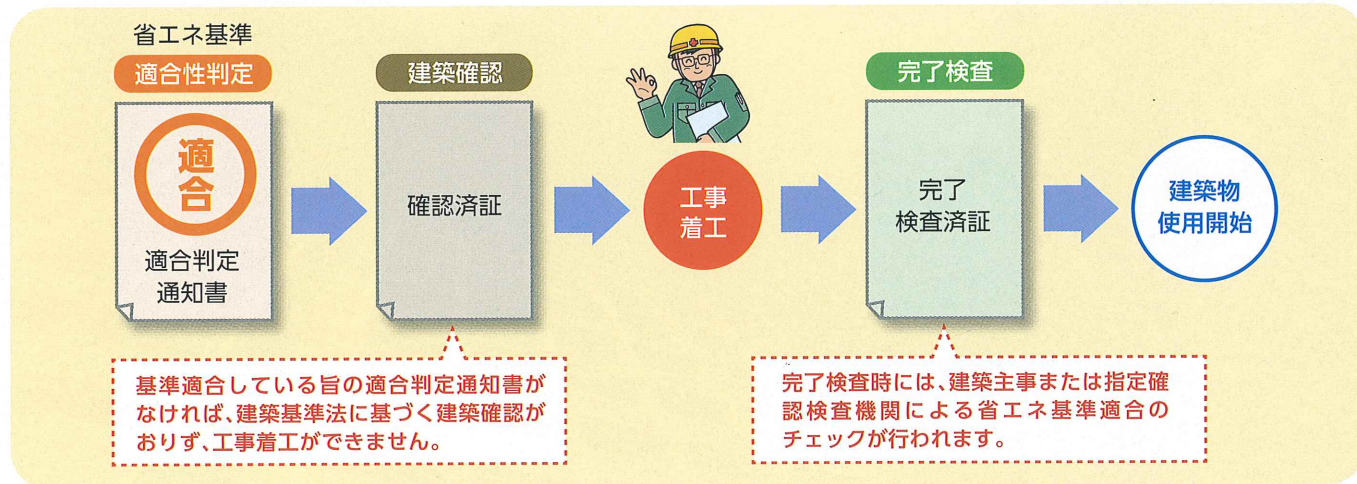 省エネ基準
適合性判定
適合
適合判定
通知書
建築確認
確認済証
工事
着工
完了検査
完了
検査済証
建築物
使用開始
基準適合している旨の適合判定通知書が
なければ、建築基準法に基づく建築確認が
おりず、工事着工ができません。
完了検査時には、建築主事または指定確
認検査機関による省エネ基準適合の
チェックが行われます。